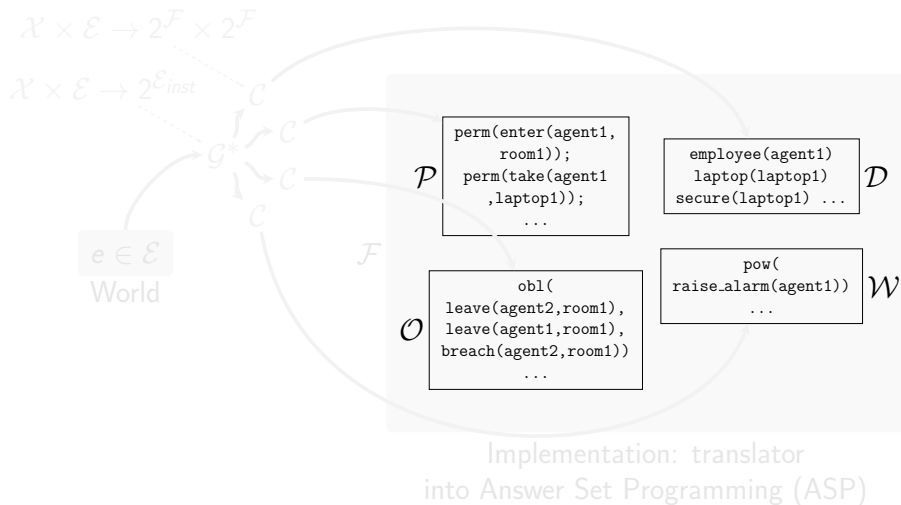 𝒳 × ℰ → 2^ℱ × 2^ℱ
𝒳 × ℰ → 2^ℰinst
𝒞
𝒞
𝒢*
𝒞
𝒞
e ∈ ℰ
World
ℱ
𝒫
perm(enter(agent1,
room1));
perm(take(agent1
,laptop1));
...
employee(agent1)
laptop(laptop1)
secure(laptop1) ...
𝒟
𝒪
obl(
leave(agent2,room1),
leave(agent1,room1),
breach(agent2,room1))
...
pow(
raise_alarm(agent1))
...
𝒲
Implementation: translator
into Answer Set Programming (ASP)